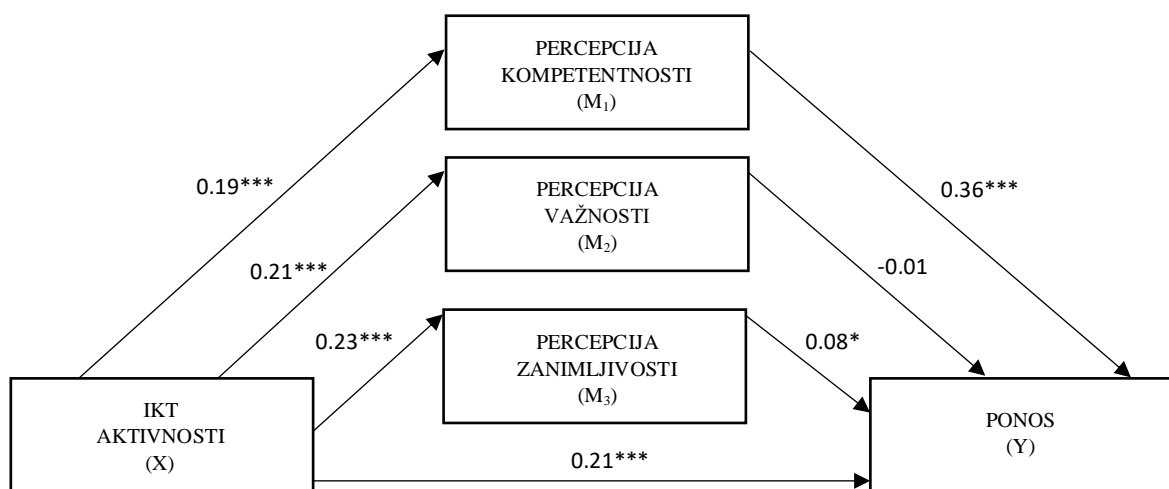 PERCEPCIJA
KOMPETENTNOSTI
(M₁)
0.19***
0.36***
PERCEPCIJA
VAŽNOSTI
(M₂)
0.21***
-0.01
PERCEPCIJA
ZANIMLJIVOSTI
(M₃)
0.23***
0.08*
IKT
AKTIVNOSTI
(X)
PONOS
(Y)
0.21***